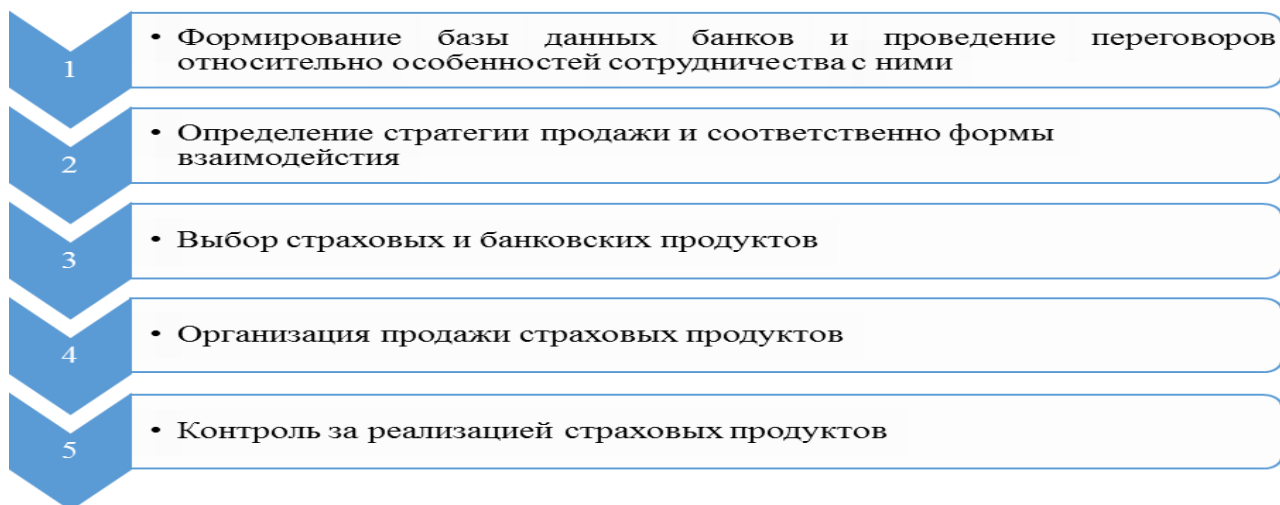 1
• Формирование базы данных банков и проведение переговоров
относительно особенностей сотрудничества с ними
2
• Определение стратегии продажи и соответственно формы
взаимодейстия
3
• Выбор страховых и банковских продуктов
4
• Организация продажи страховых продуктов
5
• Контроль за реализацией страховых продуктов